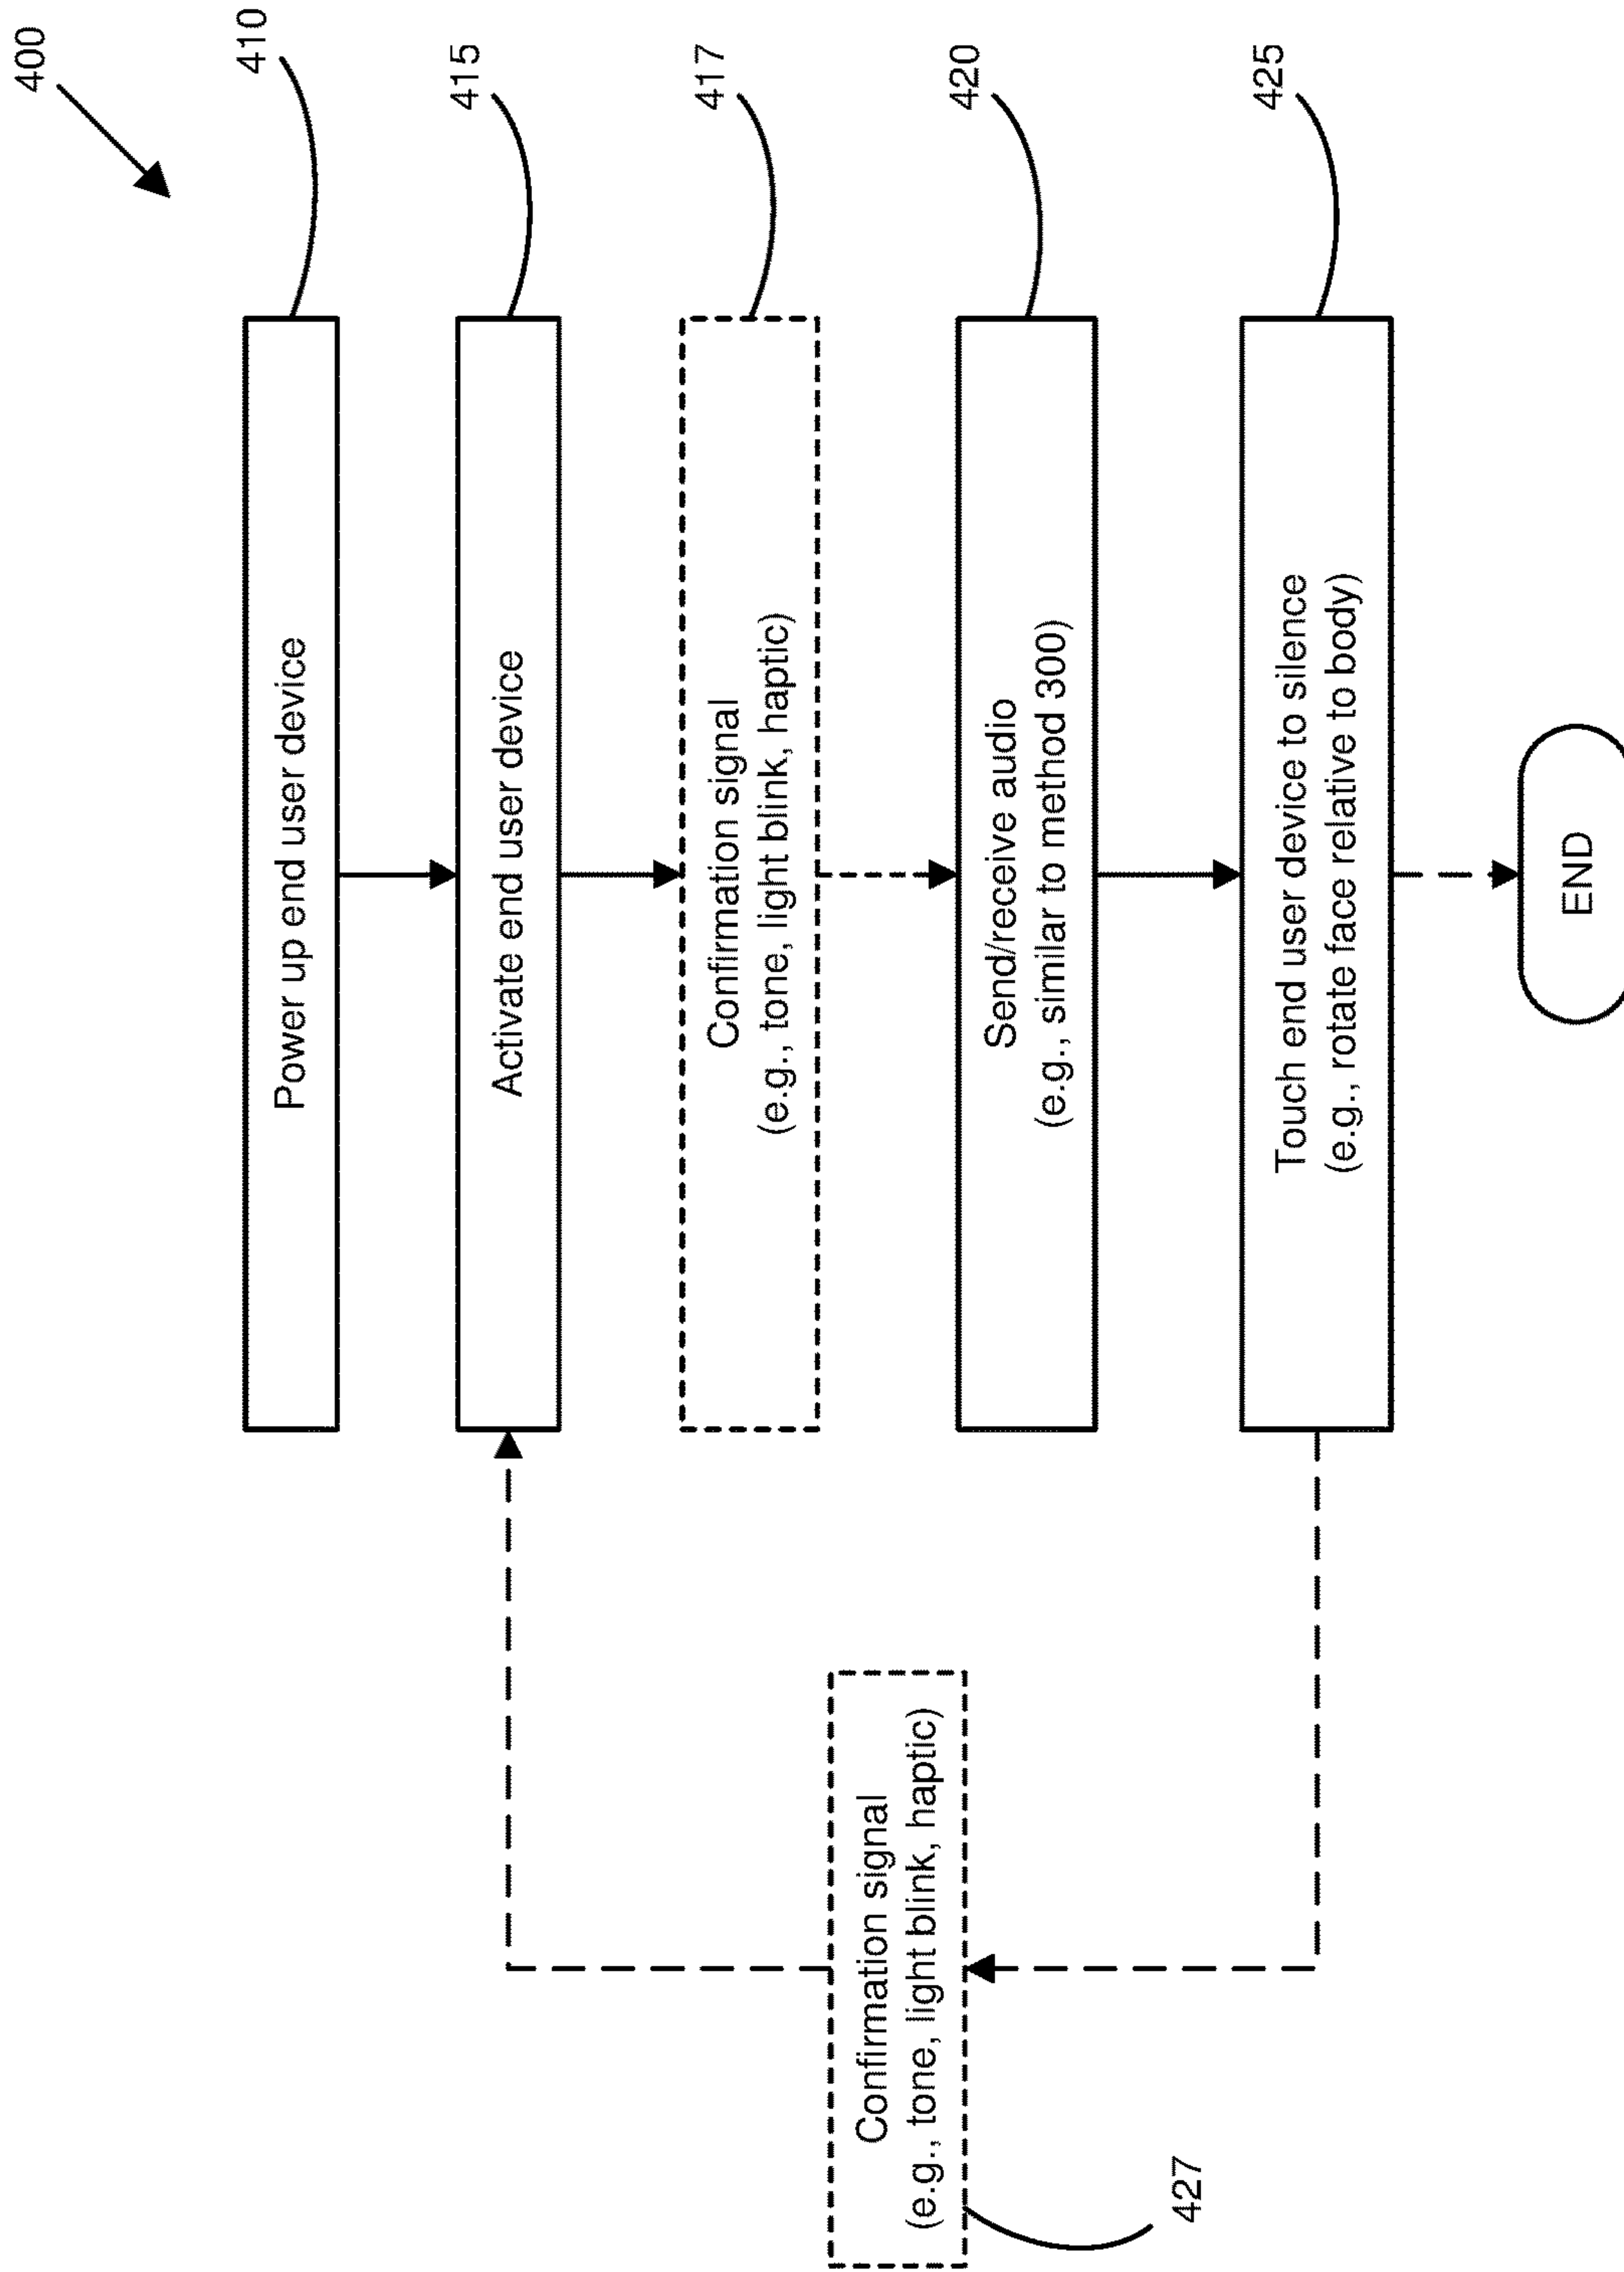 400
Power up end user device
410
Activate end user device
415
Confirmation signal
(e.g., tone, light blink, haptic)
417
Send/receive audio
(e.g., similar to method 300)
420
Touch end user device to silence
(e.g., rotate face relative to body)
425
Confirmation signal
(e.g., tone, light blink, haptic)
427
END